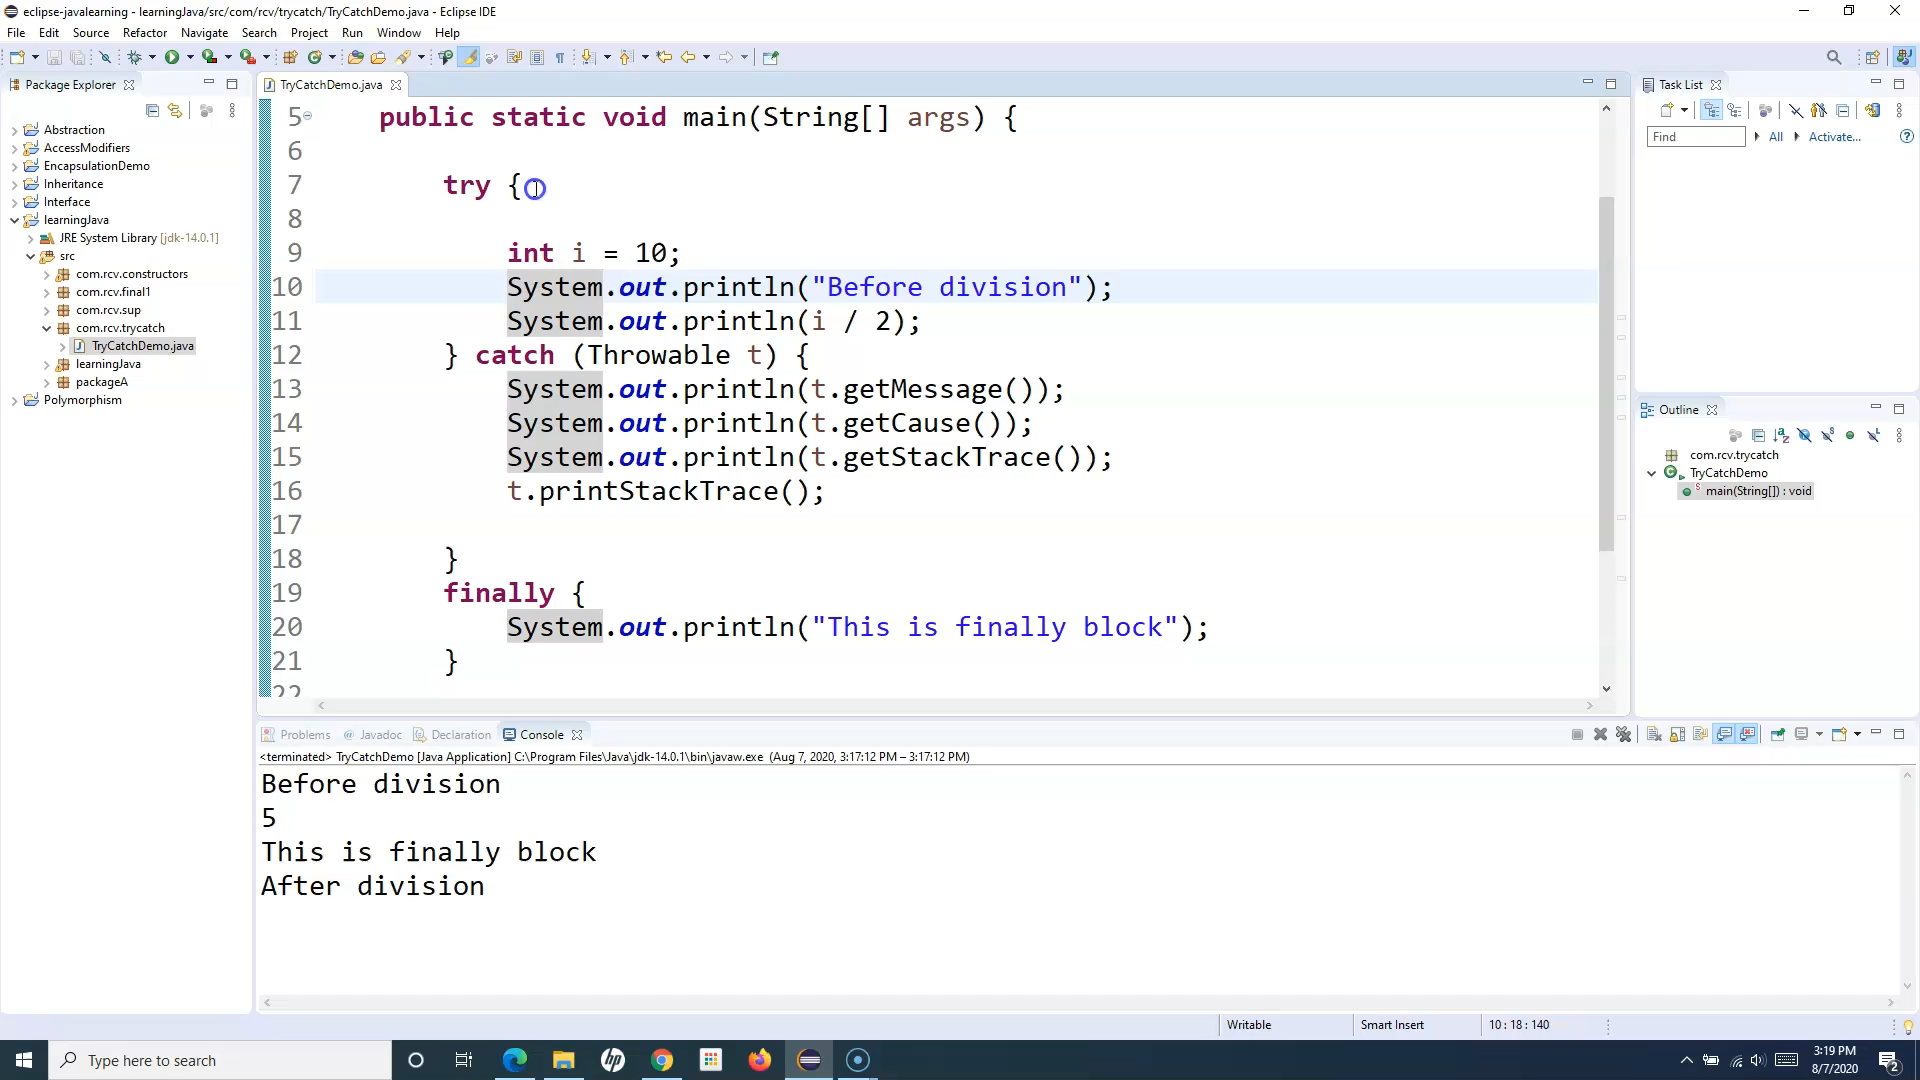 eclipse-javalearning - learningJava/src/com/rcv/trycatch/TryCatchDemo.java - Eclipse IDE
File Edit Source Refactor Navigate Search Project Run Window Help
Package Explorer
Abstraction
AccessModifiers
EncapsulationDemo
Inheritance
Interface
learningJava
JRE System Library [jdk-14.0.1]
src
com.rcv.constructors
com.rcv.final1
com.rcv.sup
com.rcv.trycatch
TryCatchDemo.java
learningJava
packageA
Polymorphism
TryCatchDemo.java
5 public static void main(String[] args) {
6
7 try {
8
9 int i = 10;
10 System.out.println("Before division");
11 System.out.println(i / 2);
12 } catch (Throwable t) {
13 System.out.println(t.getMessage());
14 System.out.println(t.getCause());
15 System.out.println(t.getStackTrace());
16 t.printStackTrace();
17
18 }
19 finally {
20 System.out.println("This is finally block");
21 }
22
Task List
Find All Activate...
Outline
com.rcv.trycatch
TryCatchDemo
main(String[]) : void
Problems @ Javadoc Declaration Console
<terminated> TryCatchDemo [Java Application] C:\Program Files\Java\jdk-14.0.1\bin\javaw.exe (Aug 7, 2020, 3:17:12 PM – 3:17:12 PM)
Before division
5
This is finally block
After division
Writable Smart Insert 10 : 18 : 140
Type here to search
hp
3:19 PM
8/7/2020
2